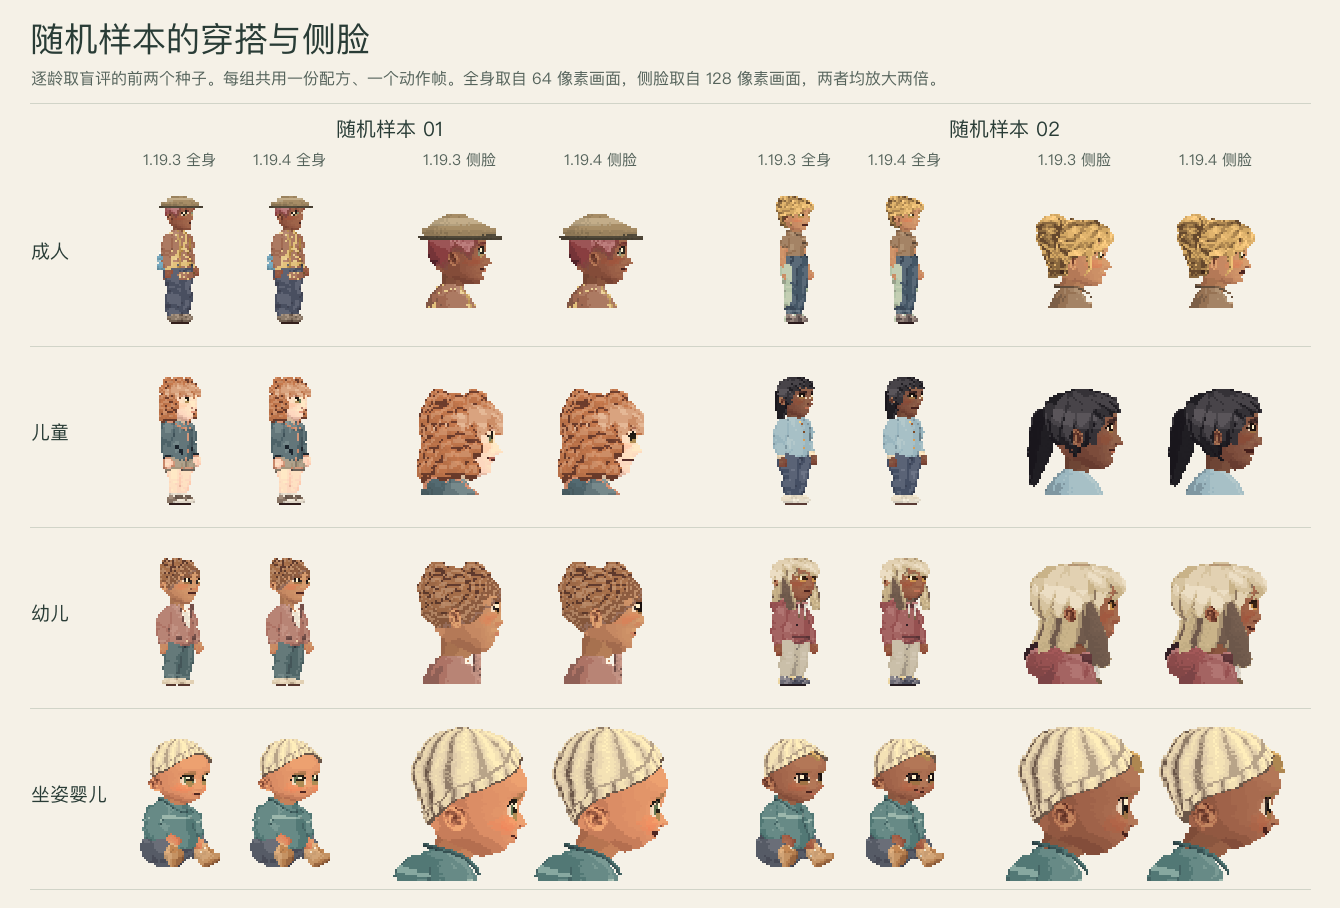 随机样本的穿搭与侧脸
逐龄取盲评的前两个种子。每组共用一份配方、一个动作帧。全身取自 64 像素画面，侧脸取自 128 像素画面，两者均放大两倍。
随机样本 01
随机样本 02
1.19.3 全身
1.19.4 全身
1.19.3 侧脸
1.19.4 侧脸
1.19.3 全身
1.19.4 全身
1.19.3 侧脸
1.19.4 侧脸
成人
儿童
幼儿
坐姿婴儿